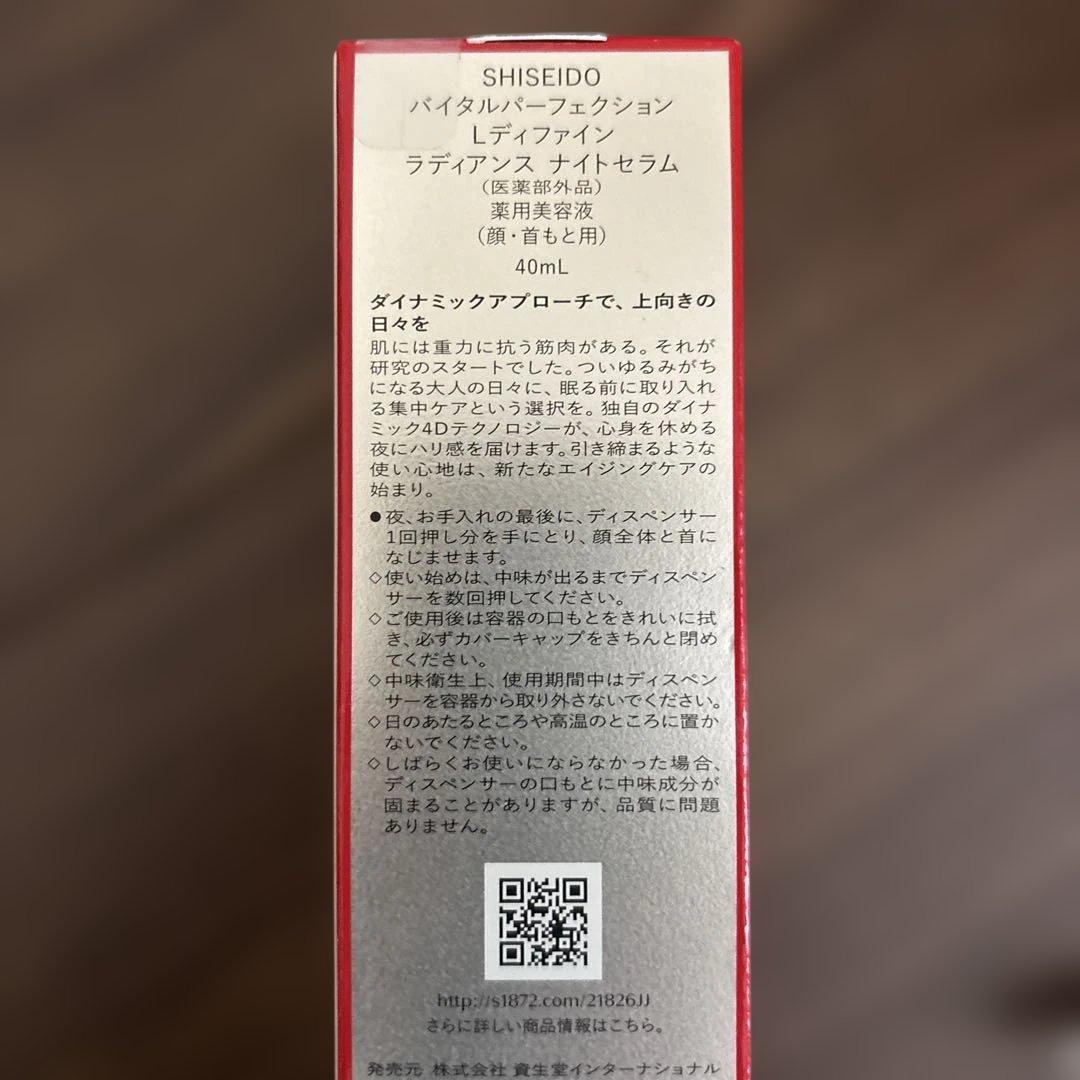 SHISEIDO
バイタルパーフェクション
Lディファイン
ラディアンス ナイトセラム
(医薬部外品)
薬用美容液
(顔・首もと用)
40mL
ダイナミックアプローチで、上向きの
日々を
肌には重力に抗う筋肉がある。それが
研究のスタートでした。ついゆるみがち
になる大人の日々に、眠る前に取り入れ
る集中ケアという選択を。独自のダイナ
ミック4Dテクノロジーが、心身を休める
夜にハリ感を届けます。引き締まるような
使い心地は、新たなエイジングケアの
始まり。
●夜、お手入れの最後に、ディスペンサー
1回押し分を手にとり、顔全体と首に
なじませます。
◇使い始めは、中味が出るまでディスペン
サーを数回押してください。
◇ご使用後は容器の口もとをきれいに拭
き、必ずカバーキャップをきちんと閉め
てください。
◇中味衛生上、使用期間中はディスペン
サーを容器から取り外さないでください。
◇日のあたるところや高温のところに置か
ないでください。
◇しばらくお使いにならなかった場合、
ディスペンサーの口もとに中味成分が
固まることがありますが、品質に問題
ありません。
http://s1872.com/21826JJ
さらに詳しい商品情報はこちら。
発売元 株式会社 資生堂インターナショナル